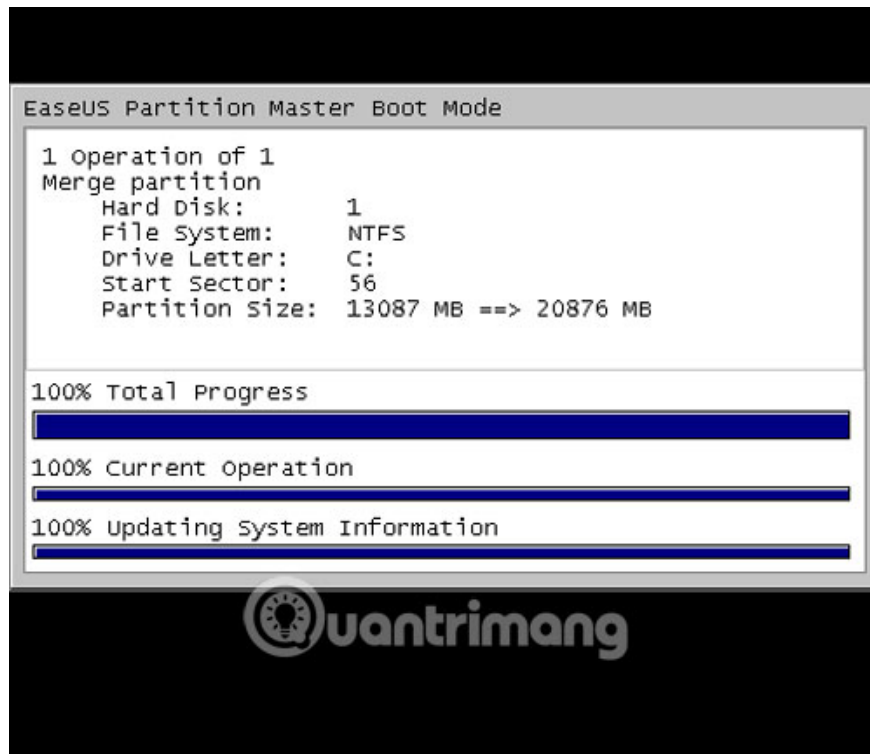 EaseUS Partition Master Boot Mode
1 Operation of 1
Merge partition
Hard Disk: 1
File System: NTFS
Drive Letter: C:
Start Sector: 56
Partition Size: 13087 MB ==> 20876 MB
100% Total Progress
100% Current Operation
100% Updating System Information
Quantrimang